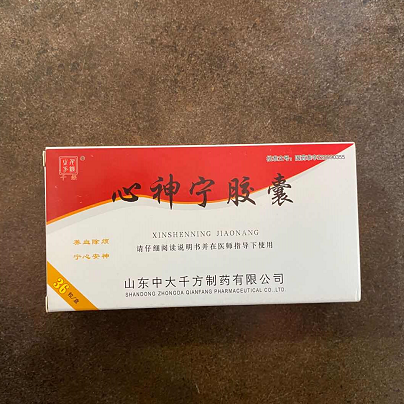 心神宁胶囊
XINSHENNING JIAONANG
请仔细阅读说明书并在医师指导下使用
养血除烦
宁心安神
山东中大千方制药有限公司
SHANDONG ZHONGDA QIANFANG PHARMACEUTICAL CO.,LTD.
36粒装